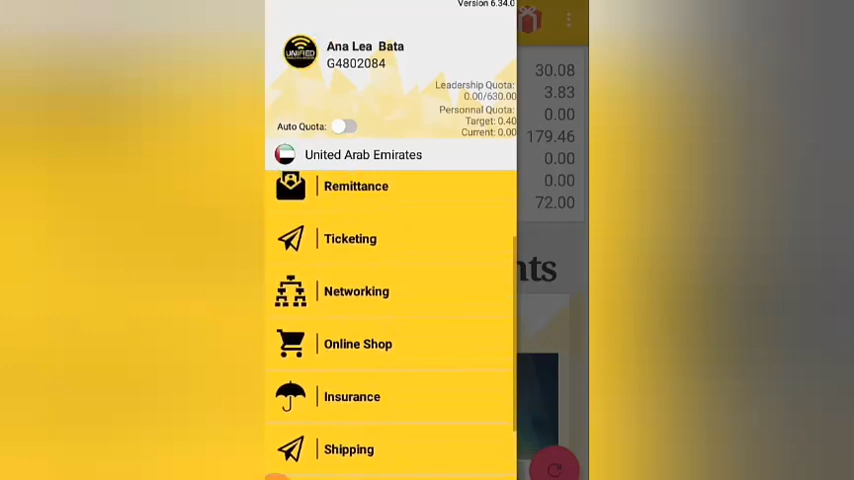 Version 6.34.0
UNIFIED
Ana Lea Bata
G4802084
Leadership Quota:
0.00/630.00
Personnal Quota:
Target: 0.40
Current: 0.00
Auto Quota:
United Arab Emirates
Remittance
Ticketing
Networking
Online Shop
Insurance
Shipping
30.08
3.83
0.00
179.46
0.00
0.00
72.00
nts